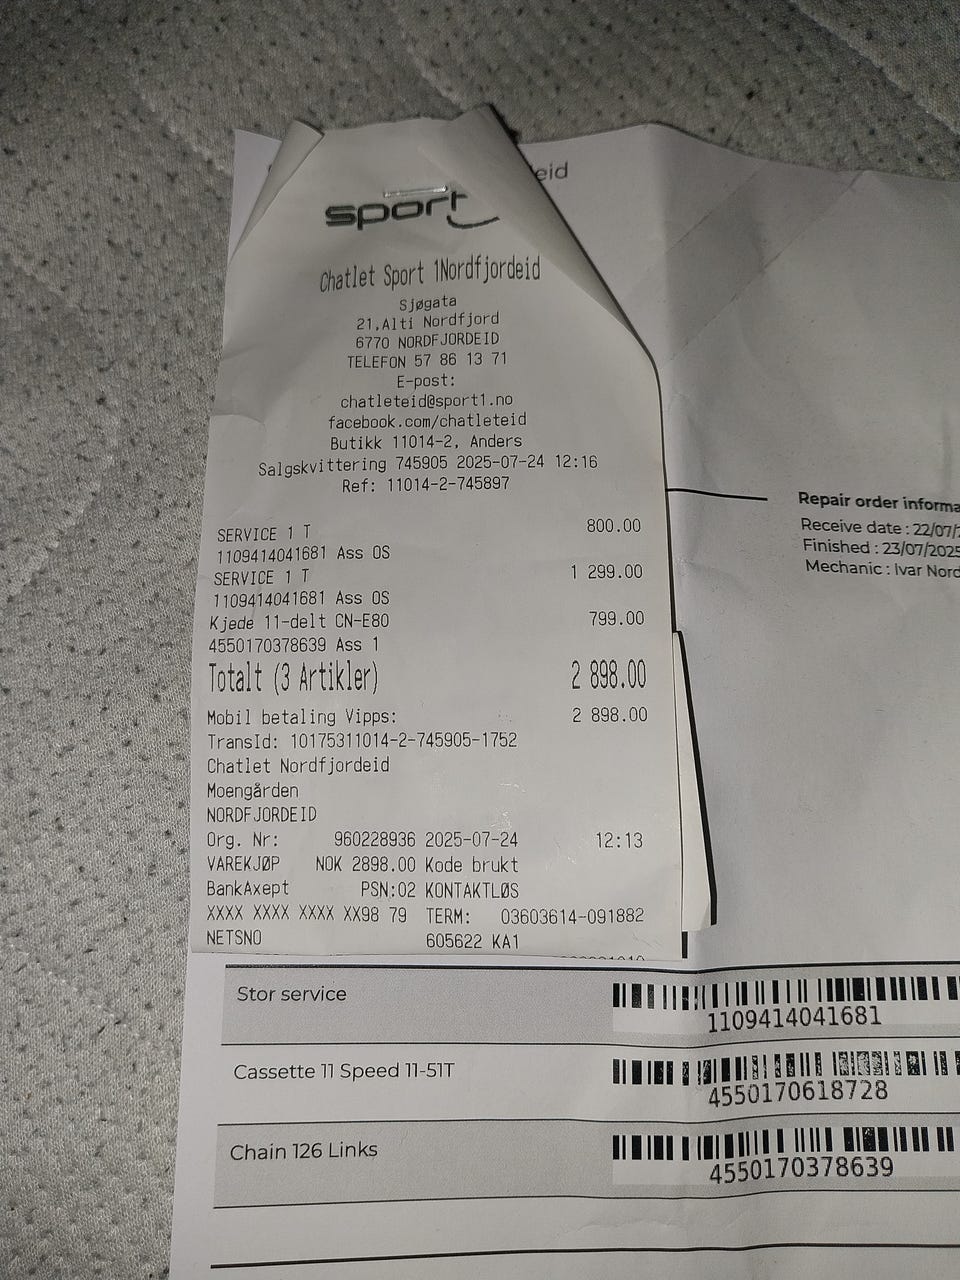 eid
sport
Chatlet Sport 1Nordfjordeid
Sjøgata
21,Alti Nordfjord
6770 NORDFJORDEID
TELEFON 57 86 13 71
E-post:
chatleteid@sport1.no
facebook.com/chatleteid
Butikk 11014-2, Anders
Salgskvittering 745905 2025-07-24 12:16
Ref: 11014-2-745897
SERVICE 1 T 800.00
1109414041681 Ass OS
SERVICE 1 T 1 299.00
1109414041681 Ass OS
Kjede 11-delt CN-E80 799.00
4550170378639 Ass 1
Totalt (3 Artikler) 2 898.00
Mobil betaling Vipps: 2 898.00
TransId: 10175311014-2-745905-1752
Chatlet Nordfjordeid
Moengården
NORDFJORDEID
Org. Nr: 960228936 2025-07-24 12:13
VAREKJØP NOK 2898.00 Kode brukt
BankAxept PSN:02 KONTAKTLØS
XXXX XXXX XXXX XX98 79 TERM: 03603614-091882
NETSNO 605622 KA1
Repair order informa
Receive date : 22/07/2
Finished : 23/07/2025
Mechanic : Ivar Nord
Stor service 1109414041681
Cassette 11 Speed 11-51T 4550170618728
Chain 126 Links 4550170378639